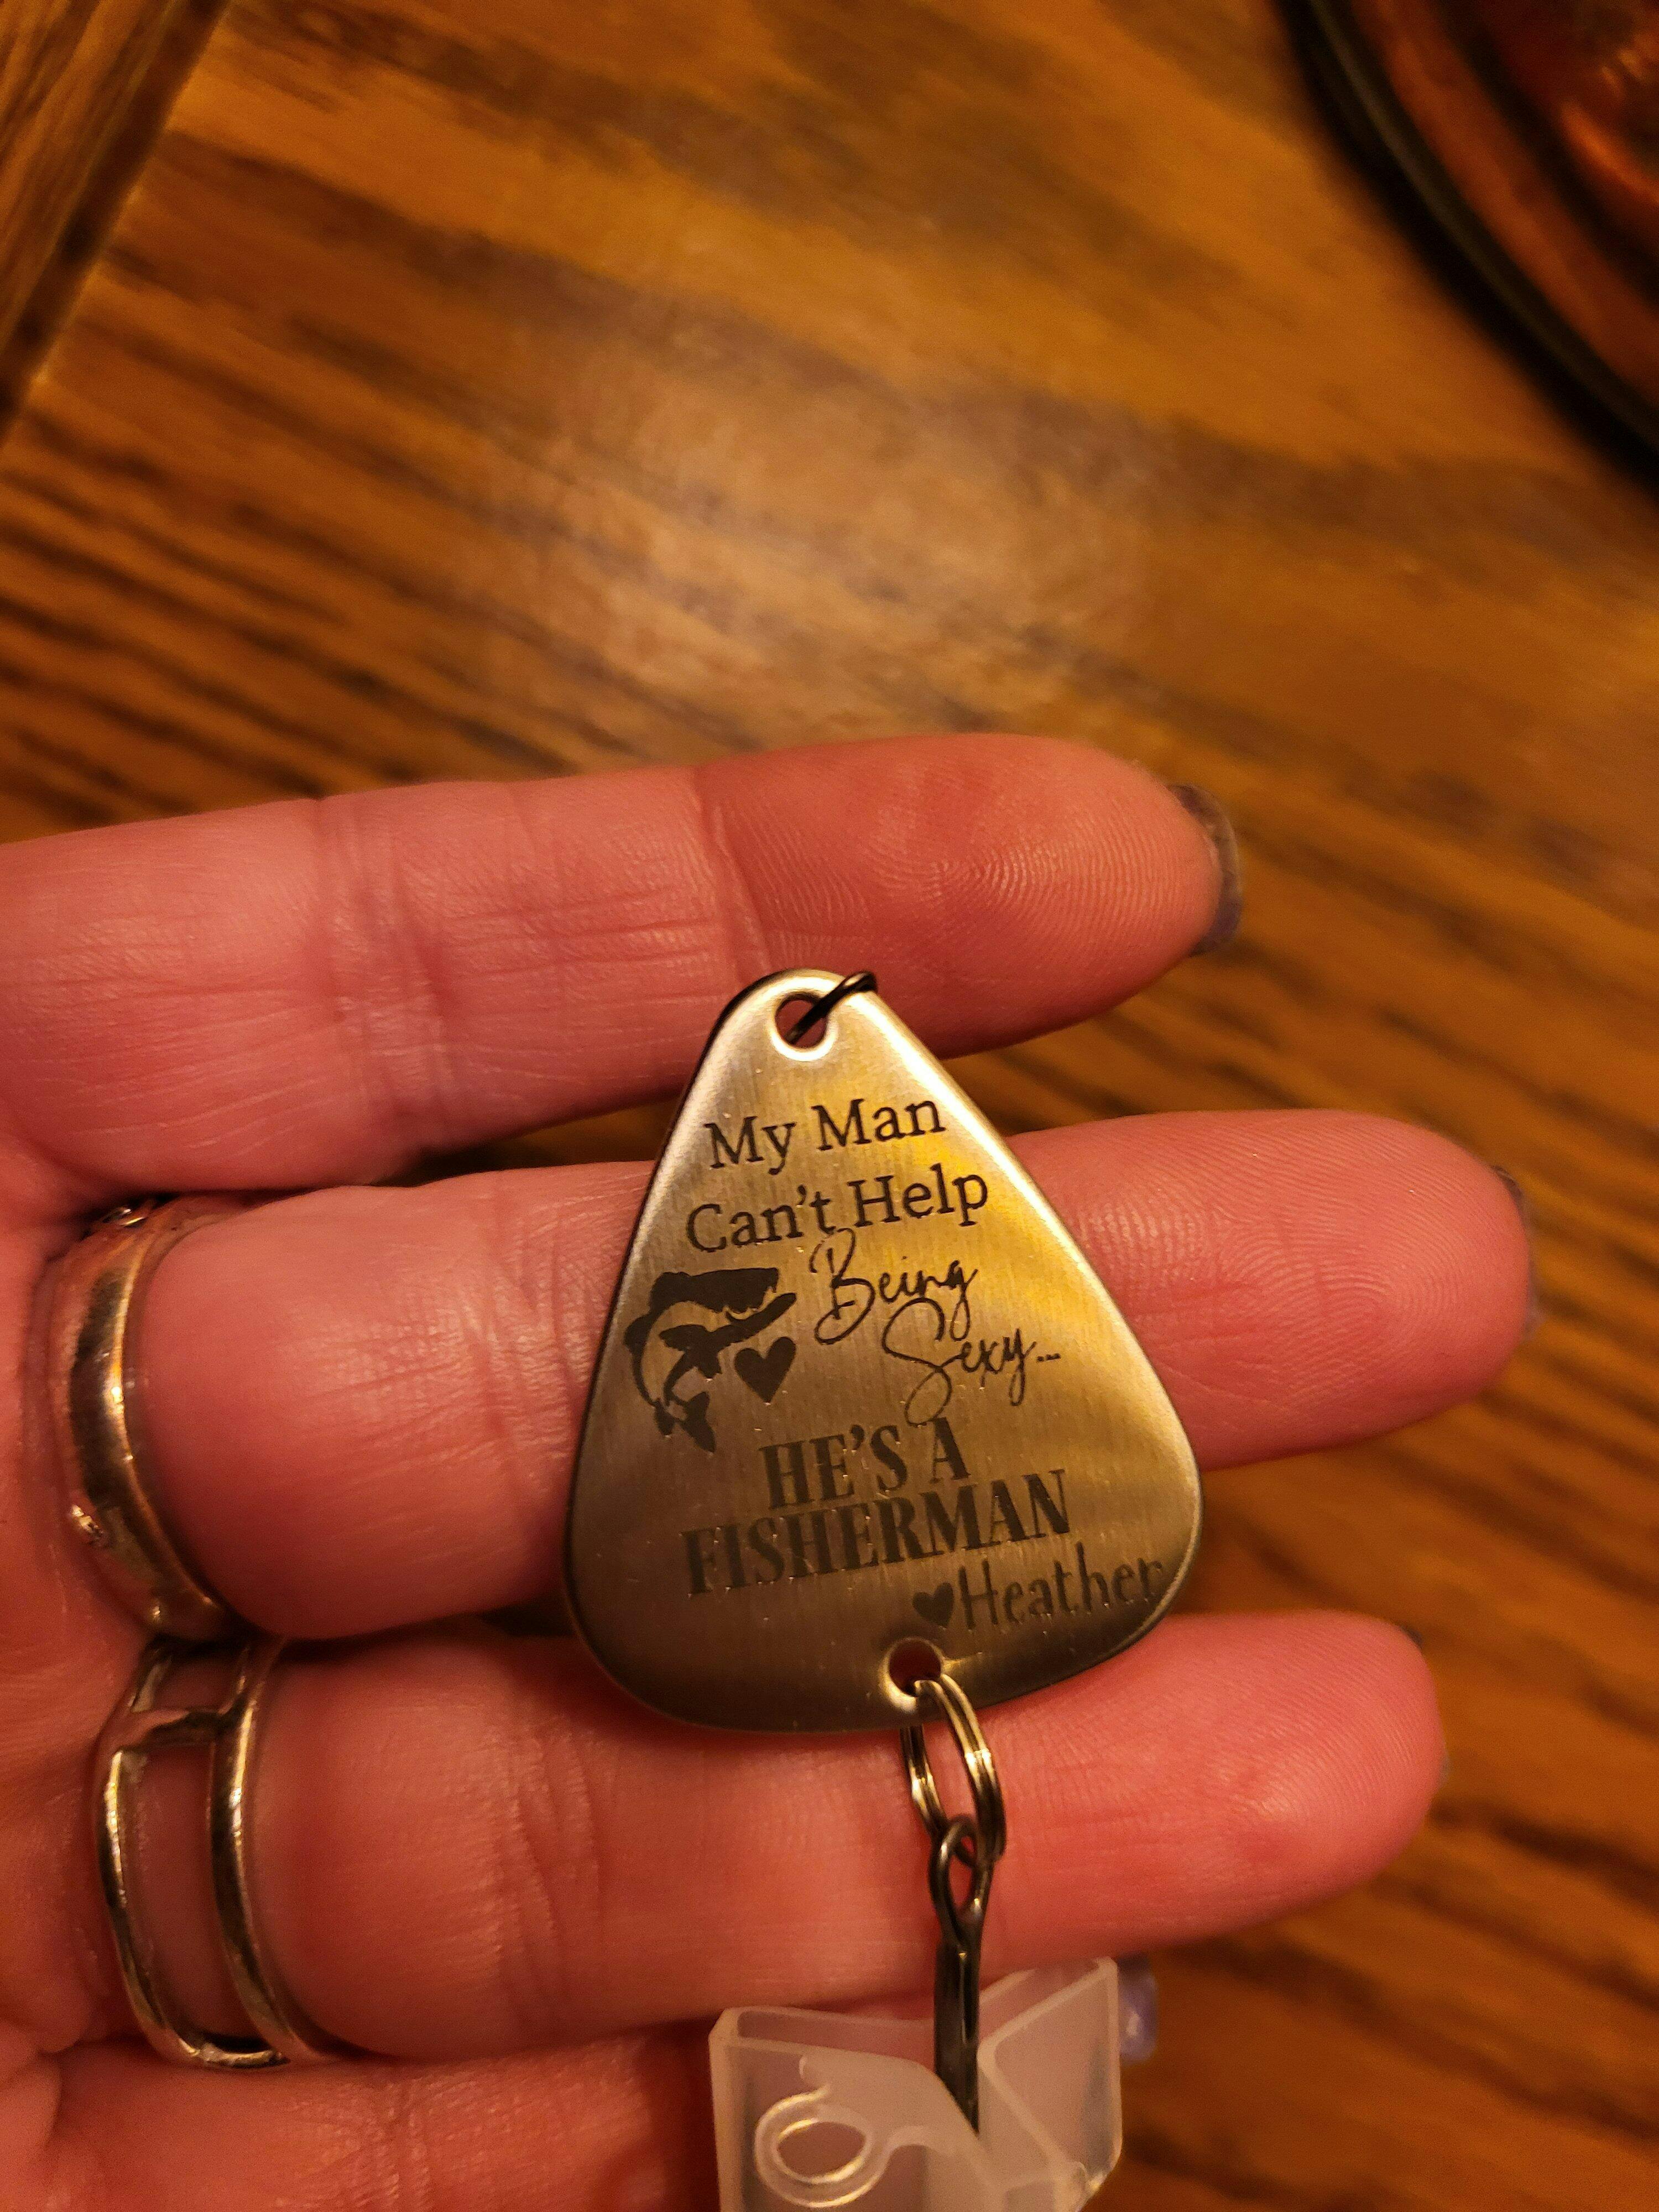 My Man
Can't Help
Being
Sexy...
HE'S A
FISHERMAN
♥Heather